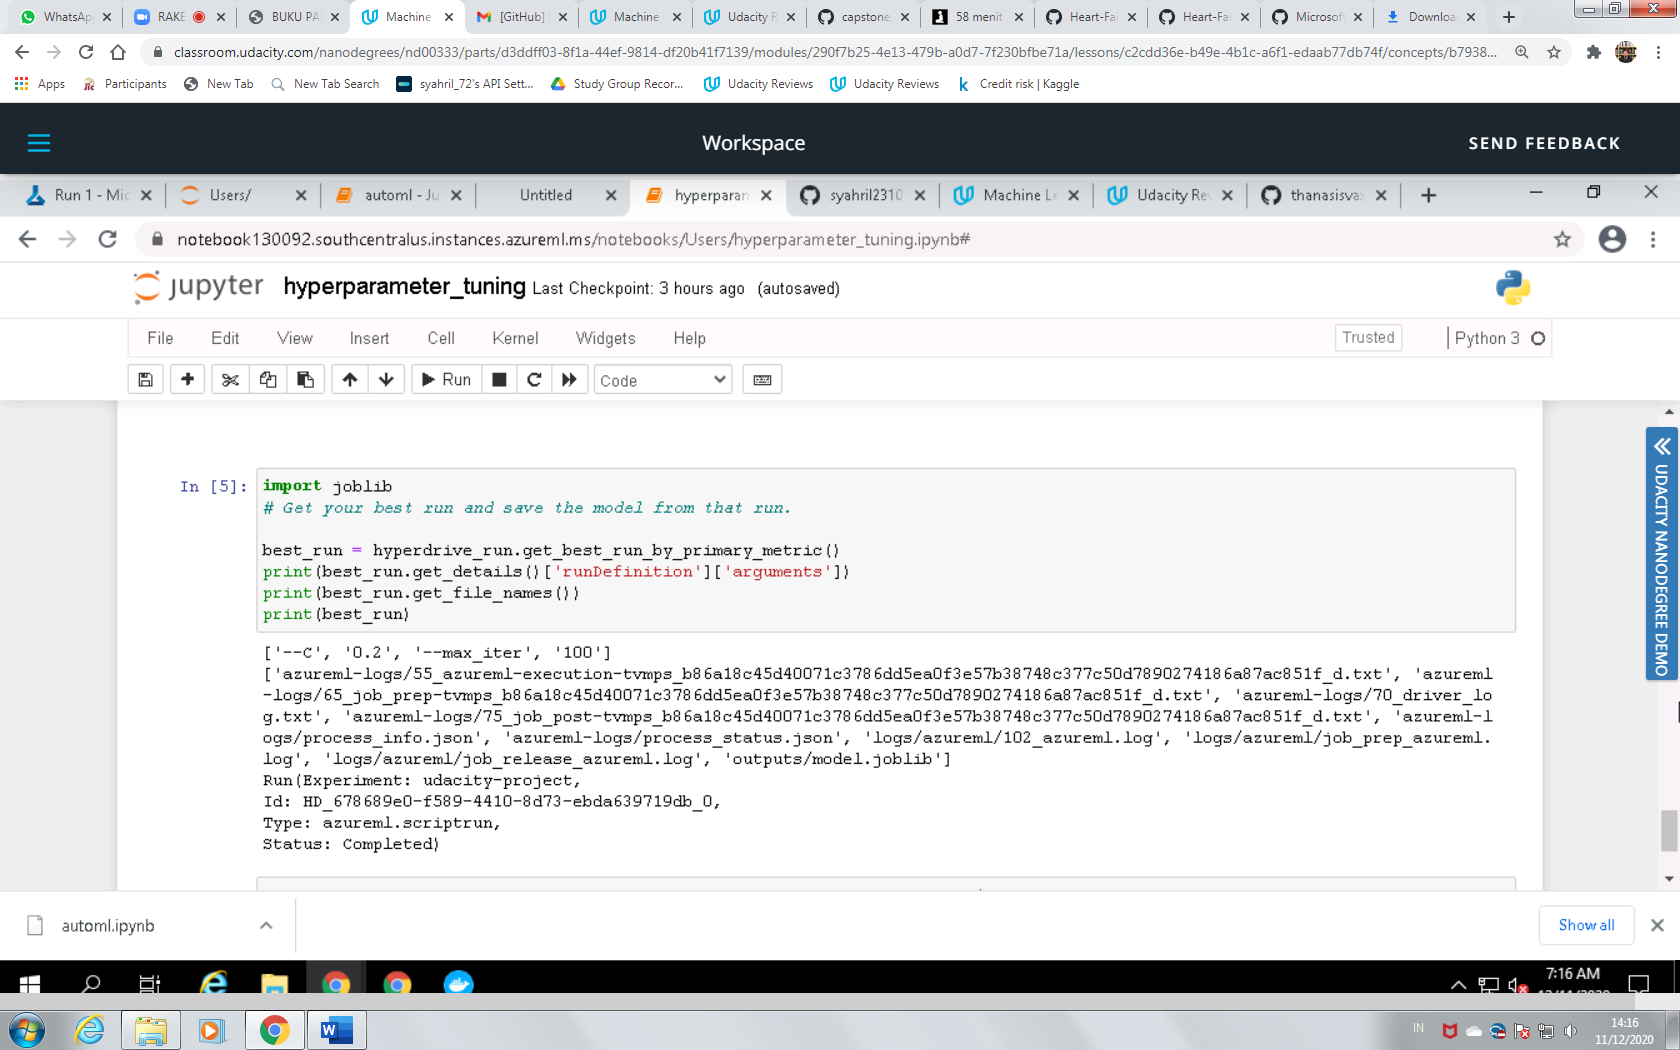 WhatsApp
RAKE
BUKU PA
Machine
[GitHub]
Machine
Udacity R
capstone
58 menit
Heart-Fai
Heart-Fai
Microsoft
Downloa
classroom.udacity.com/nanodegrees/nd00333/parts/d3ddff03-8f1a-44ef-9814-df20b41f7139/modules/290f7b25-4e13-479b-a0d7-7f230bfbe71a/lessons/c2cdd36e-b49e-4b1c-a6f1-edaab77db74f/concepts/b7938...
Apps
Participants
New Tab
New Tab Search
syahril_72's API Sett...
Study Group Recor...
Udacity Reviews
Udacity Reviews
Credit risk | Kaggle
Workspace
SEND FEEDBACK
Run 1 - Mic
Users/
automl - Ju
Untitled
hyperparam
syahril2310
Machine Le
Udacity Rev
thanasisvax
notebook130092.southcentralus.instances.azureml.ms/notebooks/Users/hyperparameter_tuning.ipynb#
jupyter hyperparameter_tuning Last Checkpoint: 3 hours ago (autosaved)
File Edit View Insert Cell Kernel Widgets Help
Trusted
Python 3
Run
Code
In [5]:
import joblib
# Get your best run and save the model from that run.
best_run = hyperdrive_run.get_best_run_by_primary_metric()
print(best_run.get_details()['runDefinition']['arguments'])
print(best_run.get_file_names())
print(best_run)
['--C', '0.2', '--max_iter', '100']
['azureml-logs/55_azureml-execution-tvmps_b86a18c45d40071c3786dd5ea0f3e57b38748c377c50d7890274186a87ac851f_d.txt', 'azureml
-logs/65_job_prep-tvmps_b86a18c45d40071c3786dd5ea0f3e57b38748c377c50d7890274186a87ac851f_d.txt', 'azureml-logs/70_driver_lo
g.txt', 'azureml-logs/75_job_post-tvmps_b86a18c45d40071c3786dd5ea0f3e57b38748c377c50d7890274186a87ac851f_d.txt', 'azureml-l
ogs/process_info.json', 'azureml-logs/process_status.json', 'logs/azureml/102_azureml.log', 'logs/azureml/job_prep_azureml.
log', 'logs/azureml/job_release_azureml.log', 'outputs/model.joblib']
Run(Experiment: udacity-project,
Id: HD_678689e0-f589-4410-8d73-ebda639719db_0,
Type: azureml.scriptrun,
Status: Completed)
UDACITY NANODEGREE DEMO
automl.ipynb
Show all
7:16 AM
12/11/2020
IN
14:16
11/12/2020